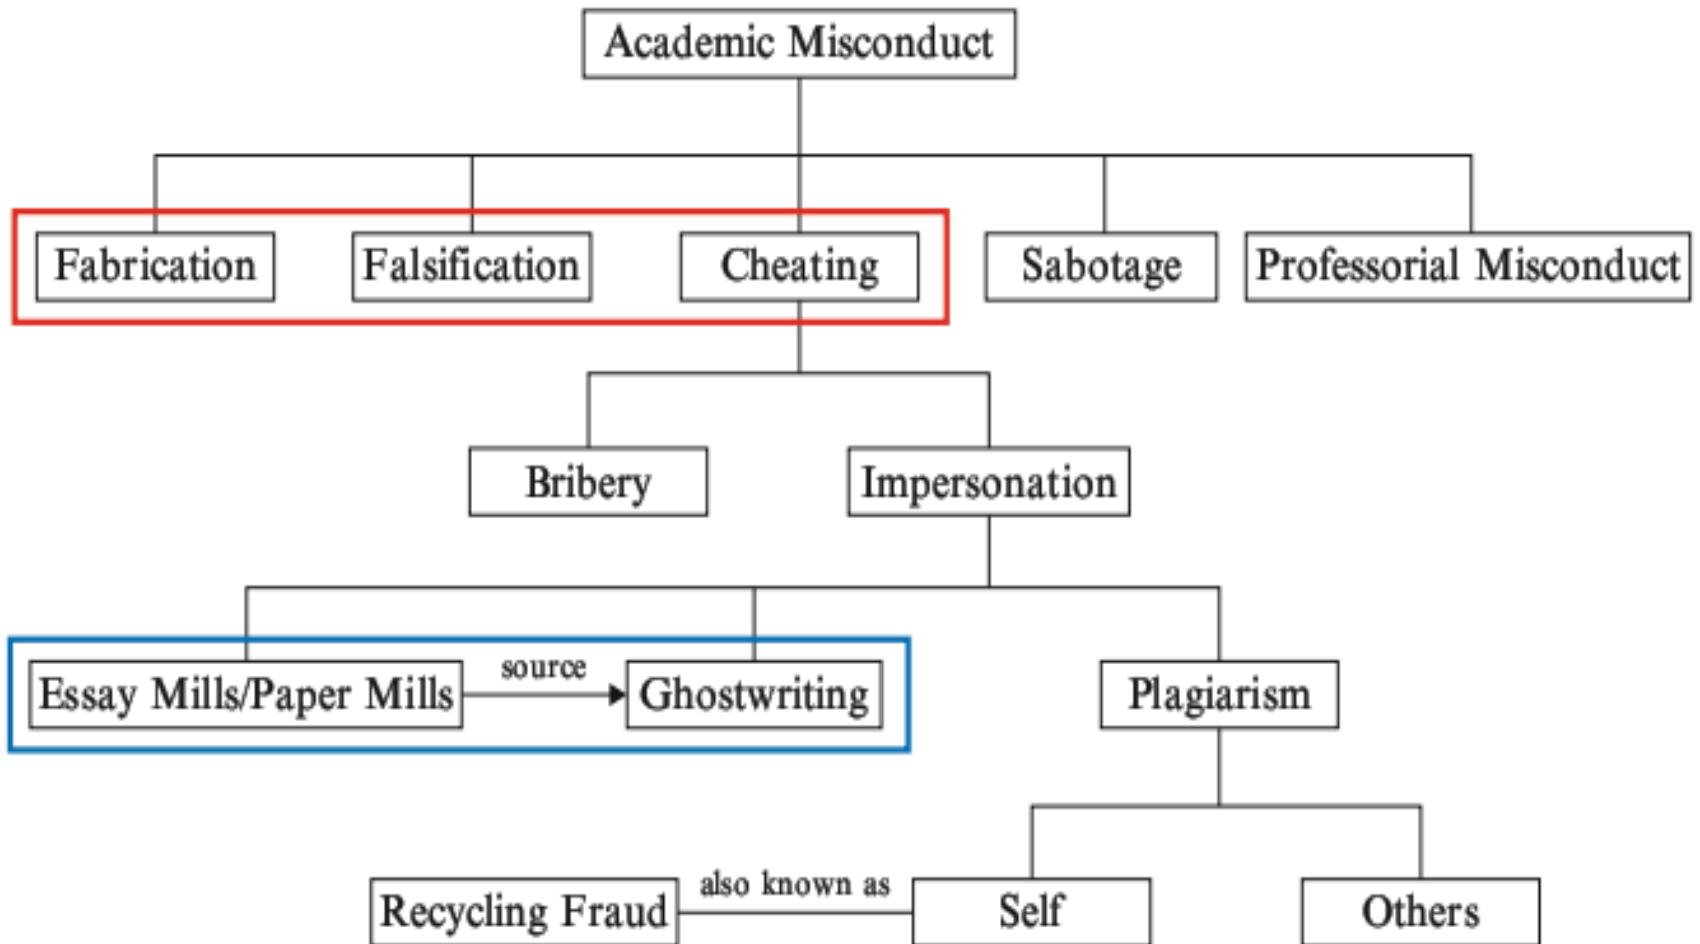 Academic Misconduct
Fabrication
Falsification
Cheating
Sabotage
Professorial Misconduct
Bribery
Impersonation
Essay Mills/Paper Mills
source
Ghostwriting
Plagiarism
Recycling Fraud
also known as
Self
Others